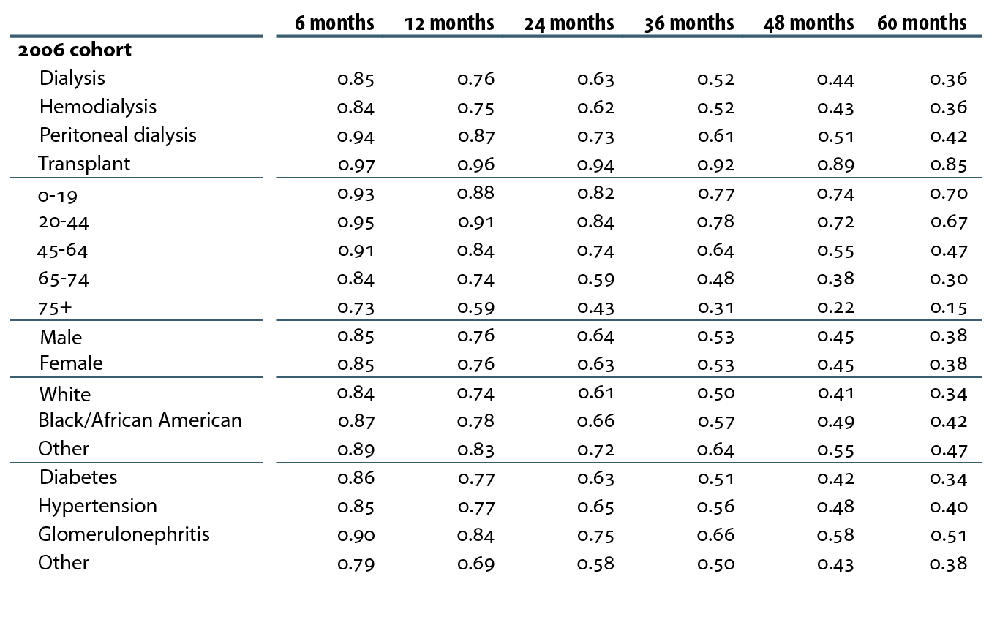 6 months 12 months 24 months 36 months 48 months 60 months
2006 cohort
Dialysis 0.85 0.76 0.63 0.52 0.44 0.36
Hemodialysis 0.84 0.75 0.62 0.52 0.43 0.36
Peritoneal dialysis 0.94 0.87 0.73 0.61 0.51 0.42
Transplant 0.97 0.96 0.94 0.92 0.89 0.85
0-19 0.93 0.88 0.82 0.77 0.74 0.70
20-44 0.95 0.91 0.84 0.78 0.72 0.67
45-64 0.91 0.84 0.74 0.64 0.55 0.47
65-74 0.84 0.74 0.59 0.48 0.38 0.30
75+ 0.73 0.59 0.43 0.31 0.22 0.15
Male 0.85 0.76 0.64 0.53 0.45 0.38
Female 0.85 0.76 0.63 0.53 0.45 0.38
White 0.84 0.74 0.61 0.50 0.41 0.34
Black/African American 0.87 0.78 0.66 0.57 0.49 0.42
Other 0.89 0.83 0.72 0.64 0.55 0.47
Diabetes 0.86 0.77 0.63 0.51 0.42 0.34
Hypertension 0.85 0.77 0.65 0.56 0.48 0.40
Glomerulonephritis 0.90 0.84 0.75 0.66 0.58 0.51
Other 0.79 0.69 0.58 0.50 0.43 0.38